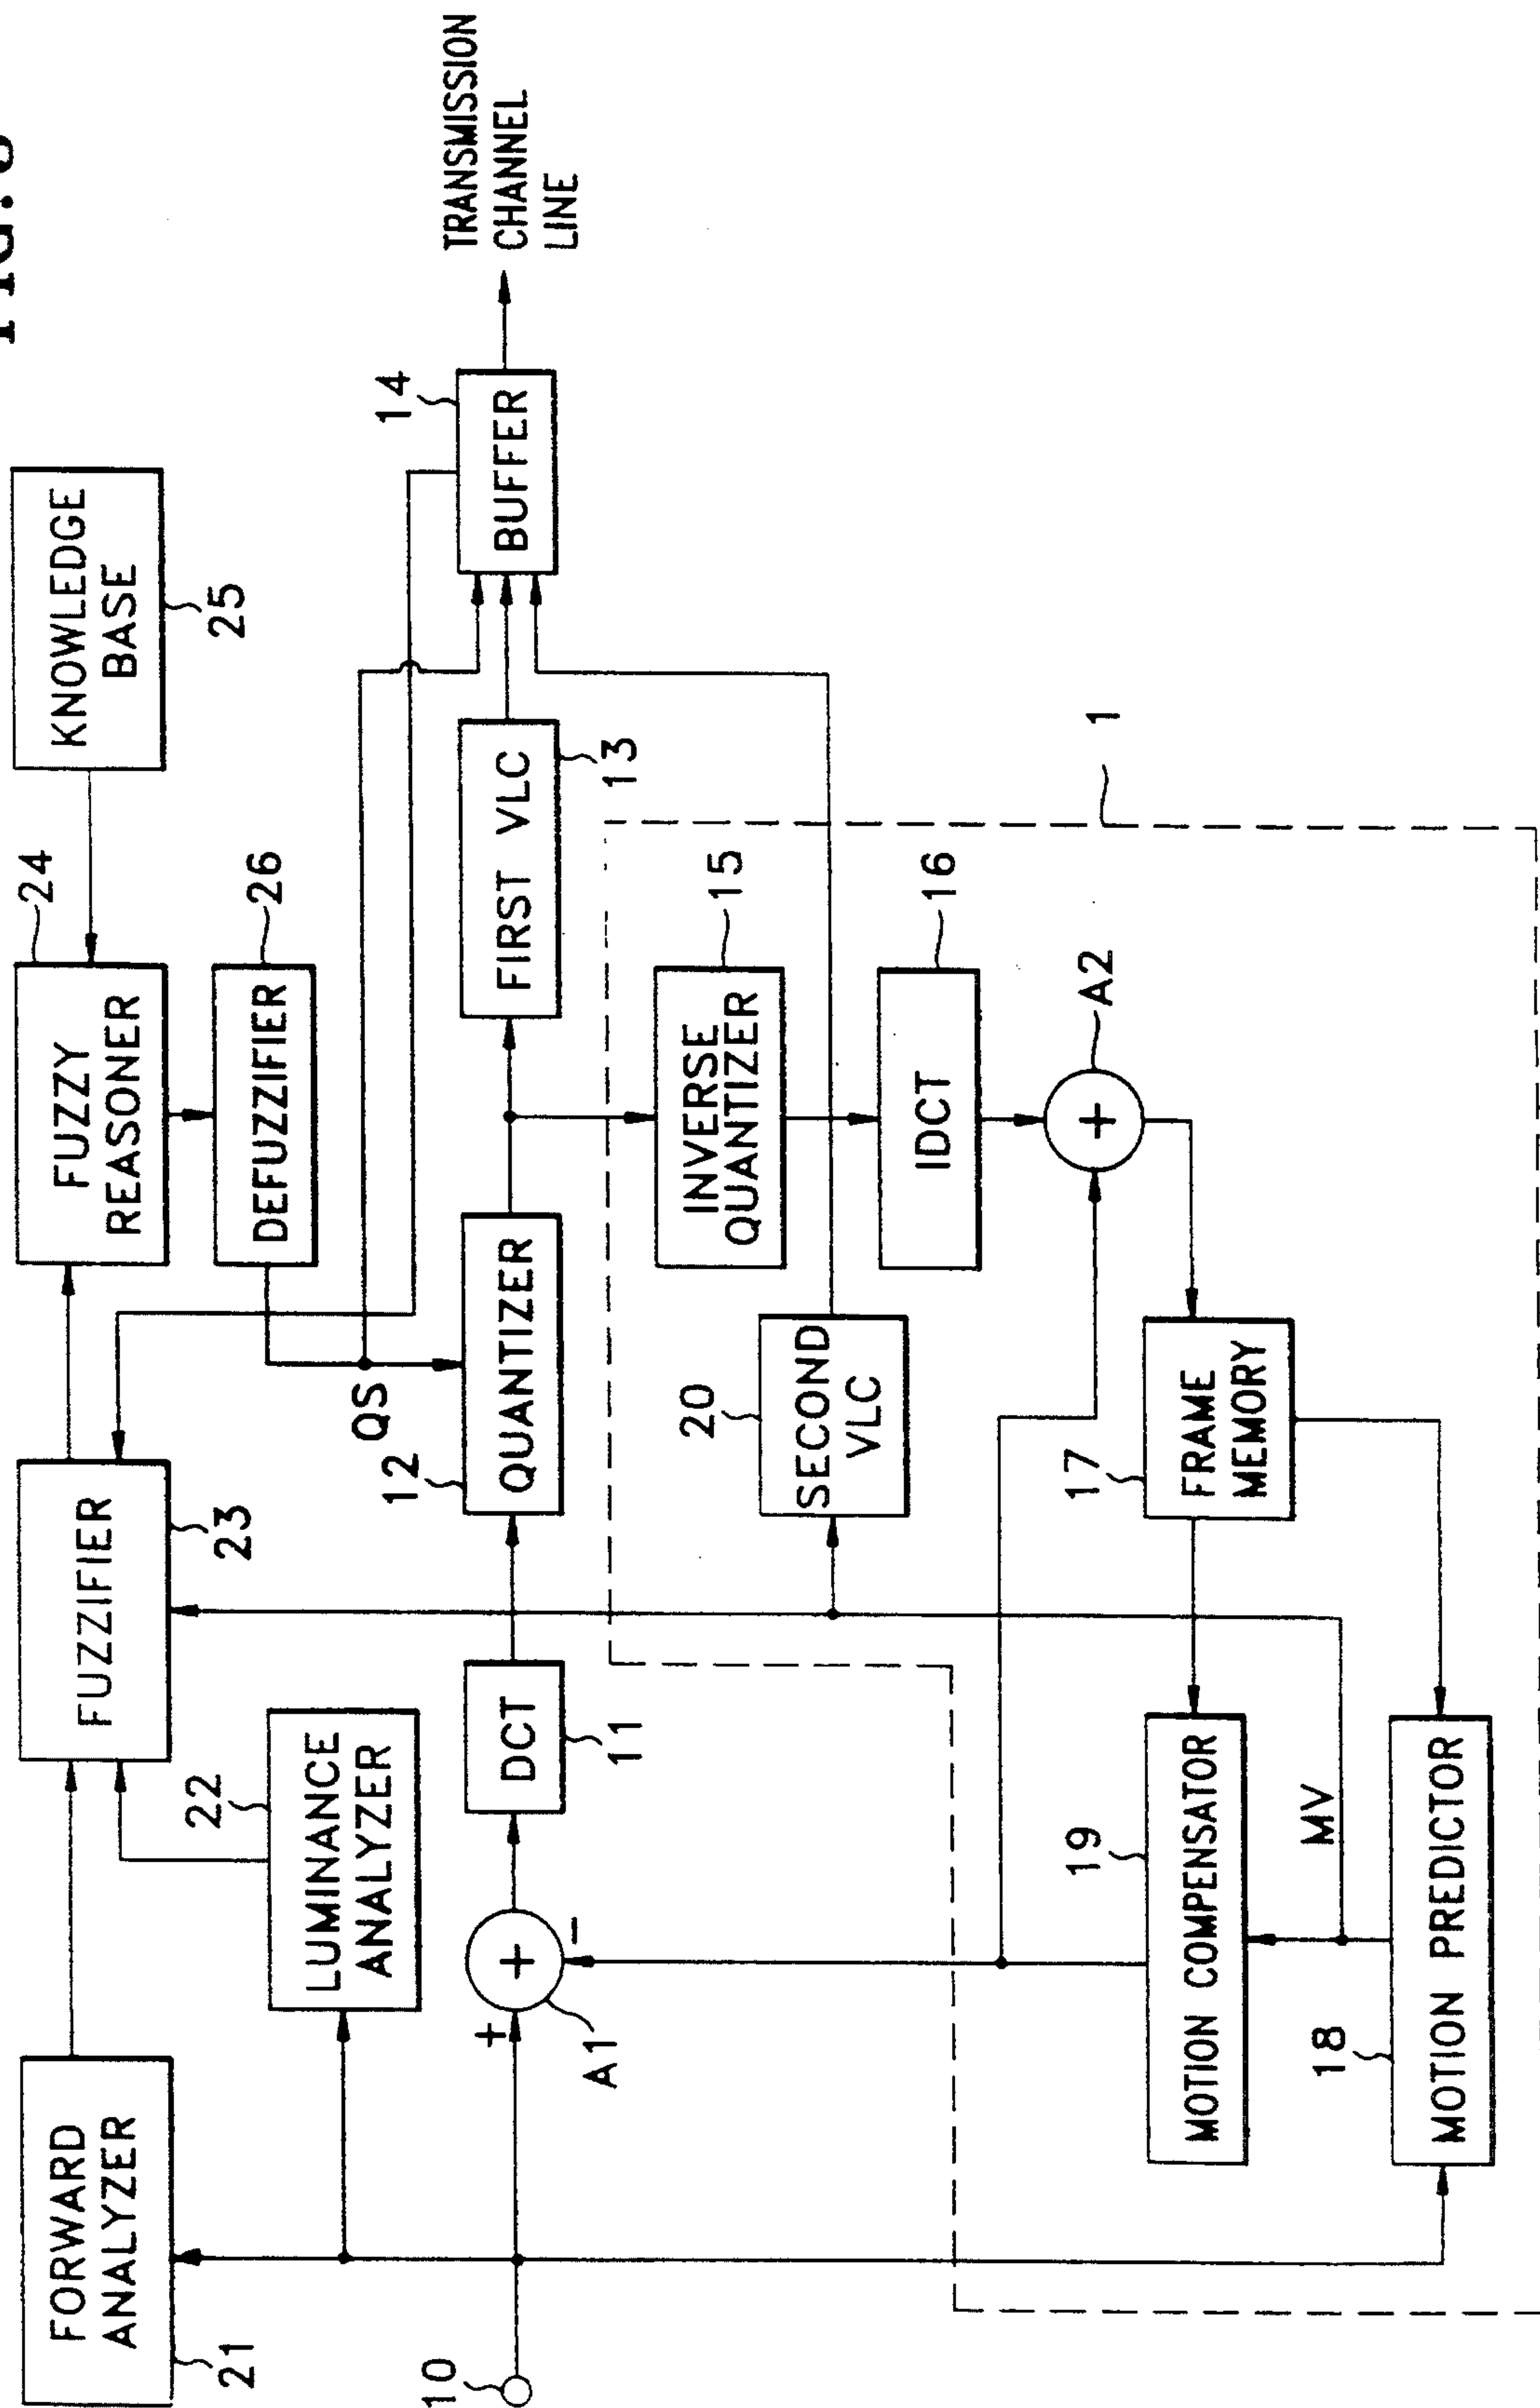 FORWARD
ANALYZER
21
FUZZIFIER
23
FUZZY
REASONER
24
KNOWLEDGE
BASE
25
LUMINANCE
ANALYZER
22
DEFUZZIFIER
26
QS
10
+
+
-
A1
DCT
11
QUANTIZER
12
FIRST VLC
13
BUFFER
14
TRANSMISSION
CHANNEL
LINE
INVERSE
QUANTIZER
15
SECOND
VLC
20
IDCT
16
+
A2
1
FRAME
MEMORY
17
MOTION COMPENSATOR
19
MV
MOTION PREDICTOR
18